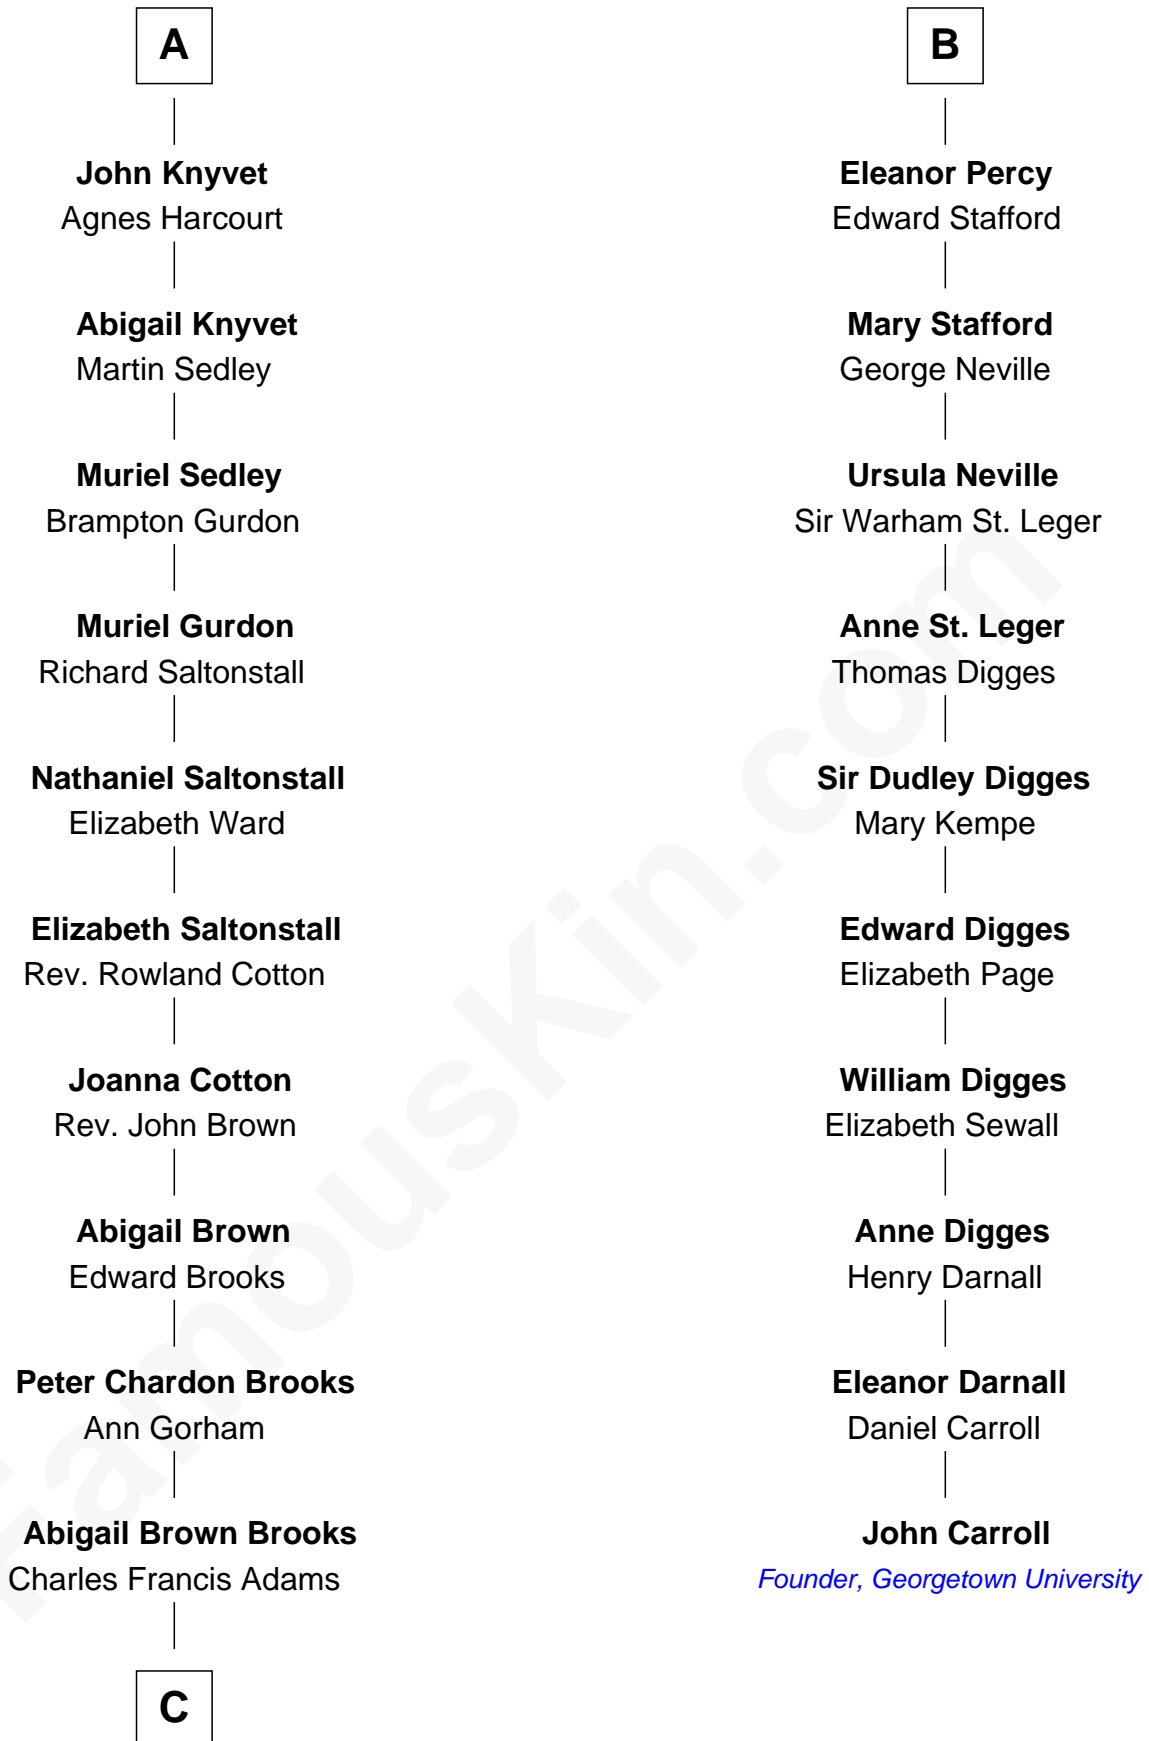 A
John Knyvet
Agnes Harcourt
Abigail Knyvet
Martin Sedley
Muriel Sedley
Brampton Gurdon
Muriel Gurdon
Richard Saltonstall
Nathaniel Saltonstall
Elizabeth Ward
Elizabeth Saltonstall
Rev. Rowland Cotton
Joanna Cotton
Rev. John Brown
Abigail Brown
Edward Brooks
Peter Chardon Brooks
Ann Gorham
Abigail Brown Brooks
Charles Francis Adams
C
B
Eleanor Percy
Edward Stafford
Mary Stafford
George Neville
Ursula Neville
Sir Warham St. Leger
Anne St. Leger
Thomas Digges
Sir Dudley Digges
Mary Kempe
Edward Digges
Elizabeth Page
William Digges
Elizabeth Sewall
Anne Digges
Henry Darnall
Eleanor Darnall
Daniel Carroll
John Carroll
Founder, Georgetown University
FamousKin.com